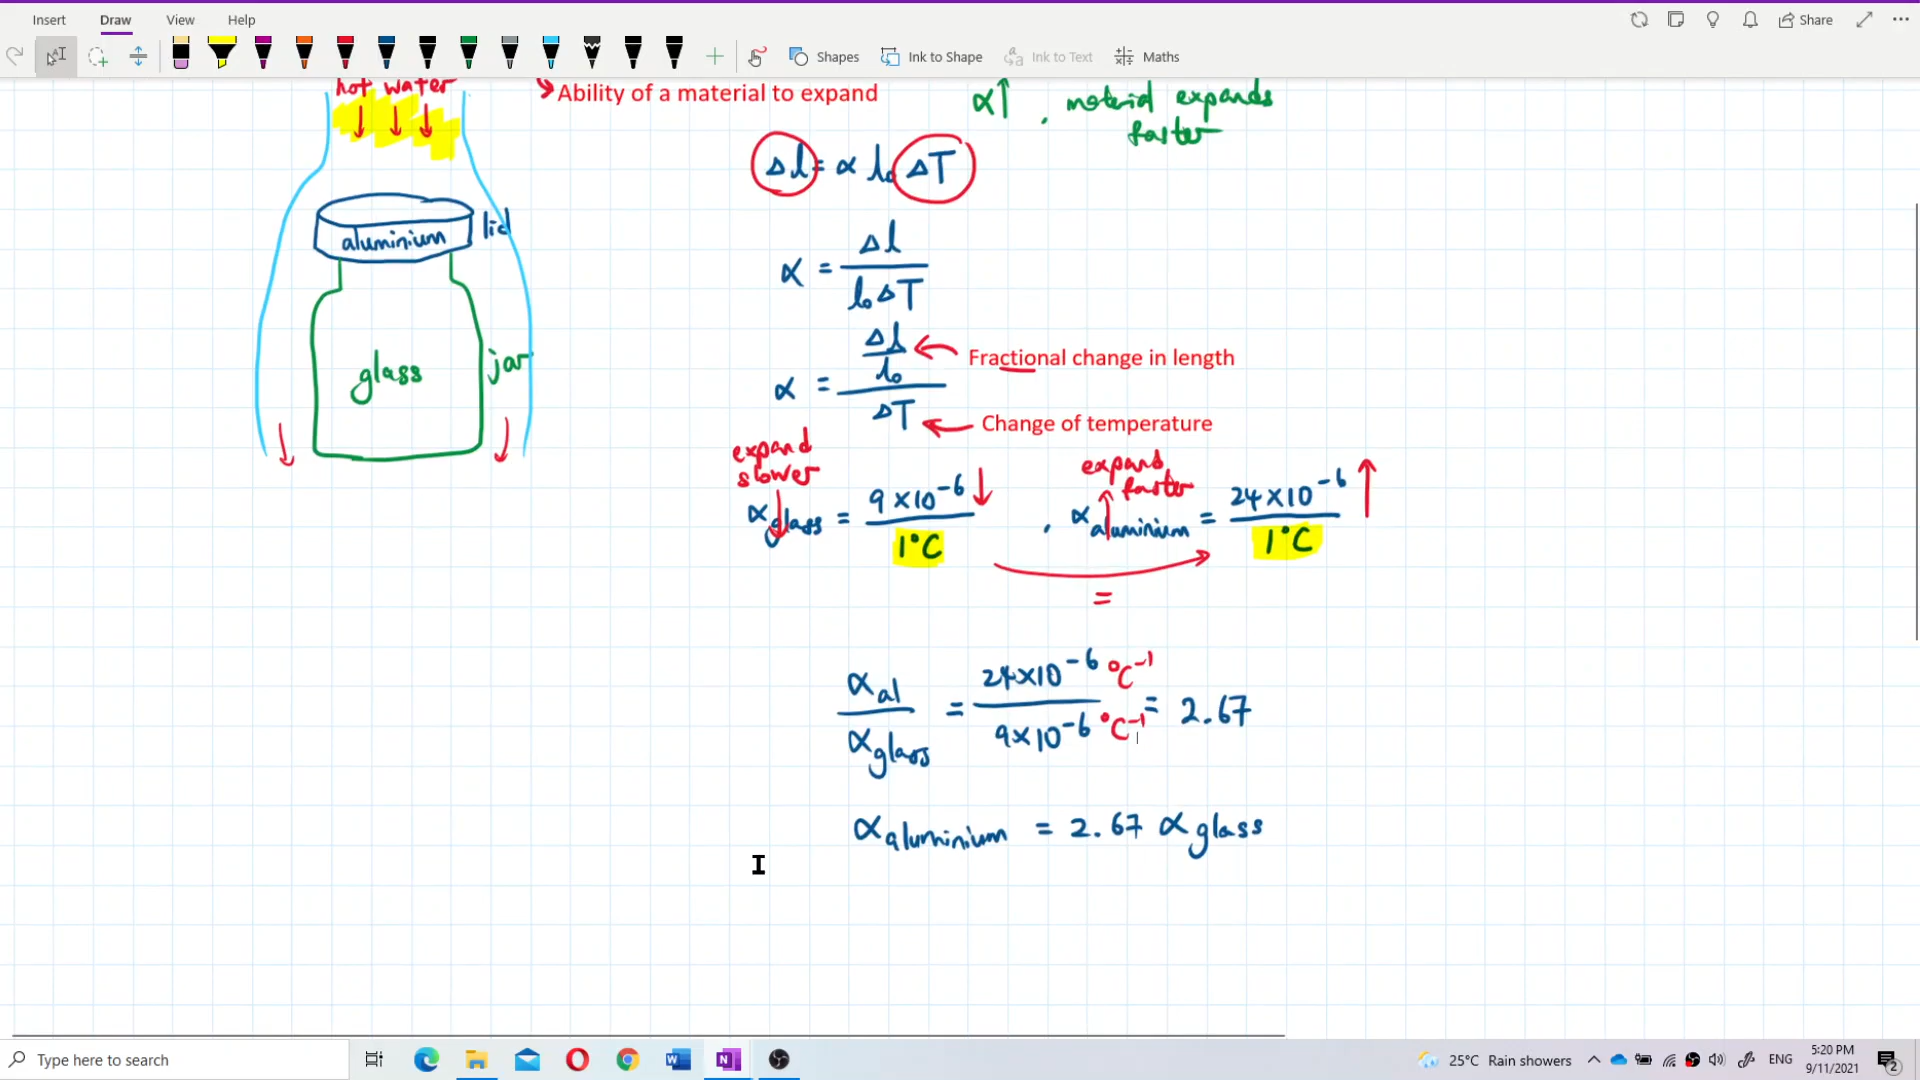 Insert Draw View Help
Share
Shapes
Ink to Shape
Ink to Text
Maths
hot water
Ability of a material to expand
α↑, material expands
faster
Δl = α l₀ ΔT
aluminium
lid
α = Δl / l₀ΔT
glass
jar
α = (Δl / l₀) / ΔT
Fractional change in length
Change of temperature
expand
slower
α glass = 9×10⁻⁶ / 1°C ↓
expand
faster
, α aluminium = 24×10⁻⁶ / 1°C ↑
=
α al / α glass = 24×10⁻⁶ °C⁻¹ / 9×10⁻⁶ °C⁻¹ = 2.67
α aluminium = 2.67 α glass
Type here to search
25°C Rain showers
ENG
5:20 PM
9/11/2021
2